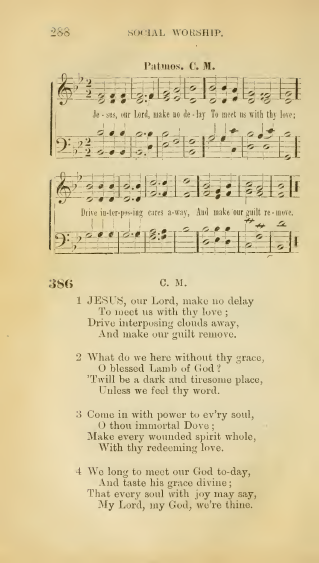 288 SOCIAL WORSHIP.
Patmos. C. M.
Je - sus, our Lord, make no de - lay To meet us with thy love;
Drive in-ter-pos-ing cares a-way, And make our guilt re-move.
386 C. M.
1 JESUS, our Lord, make no delay
To meet us with thy love;
Drive interposing clouds away,
And make our guilt remove.
2 What do we here without thy grace,
O blessed Lamb of God?
'Twill be a dark and tiresome place,
Unless we feel thy word.
3 Come in with power to ev'ry soul,
O thou immortal Dove;
Make every wounded spirit whole,
With thy redeeming love.
4 We long to meet our God to-day,
And taste his grace divine;
That every soul with joy may say,
My Lord, my God, we're thine.